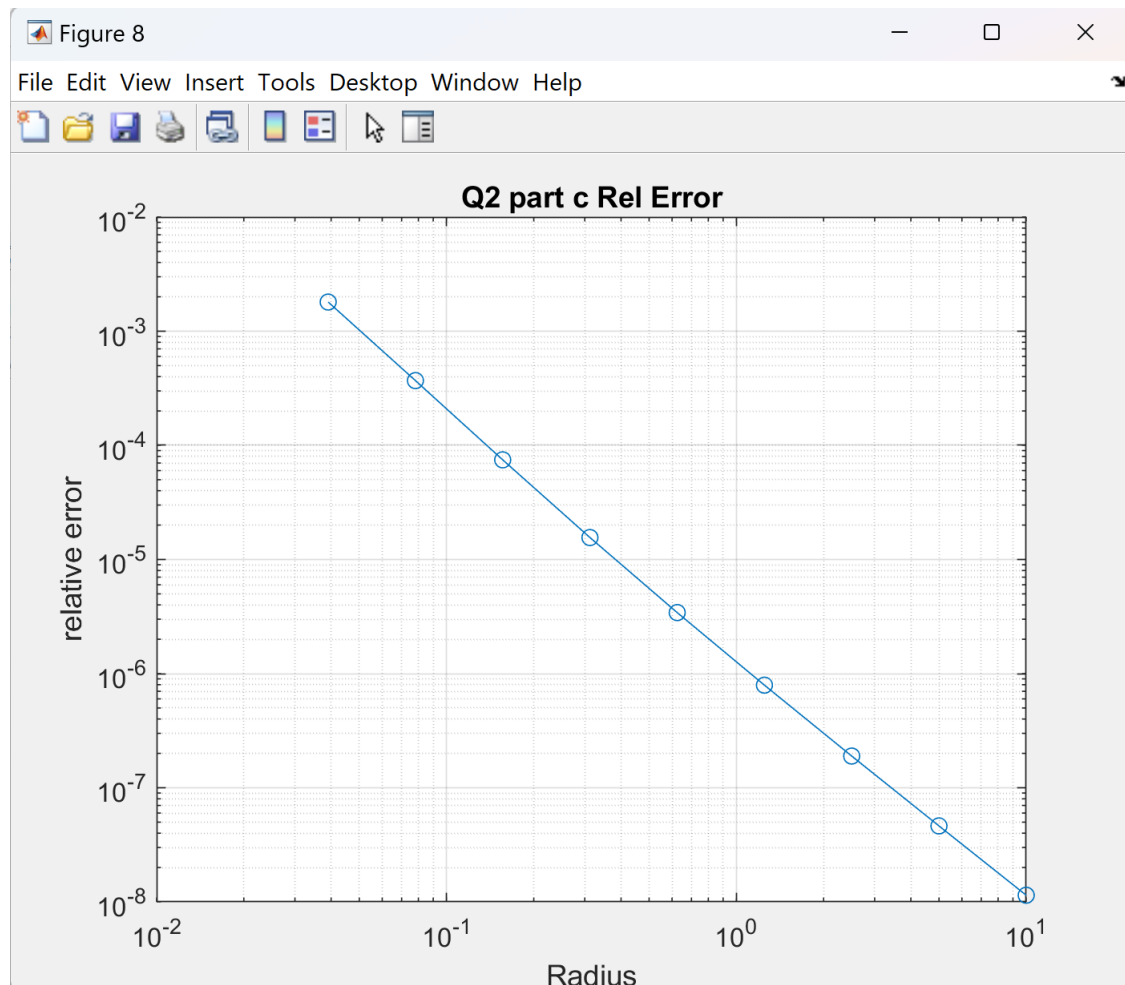 Figure 8
File Edit View Insert Tools Desktop Window Help
Q2 part c Rel Error
10^-2
10^-3
10^-4
10^-5
10^-6
10^-7
10^-8
relative error
10^-2 10^-1 10^0 10^1
Radius